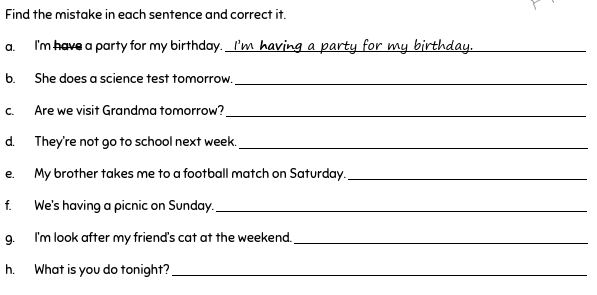 Find the mistake in each sentence and correct it.
a. I'm have a party for my birthday. I'm having a party for my birthday.
b. She does a science test tomorrow.
c. Are we visit Grandma tomorrow?
d. They're not go to school next week.
e. My brother takes me to a football match on Saturday.
f. We's having a picnic on Sunday.
g. I'm look after my friend's cat at the weekend.
h. What is you do tonight?